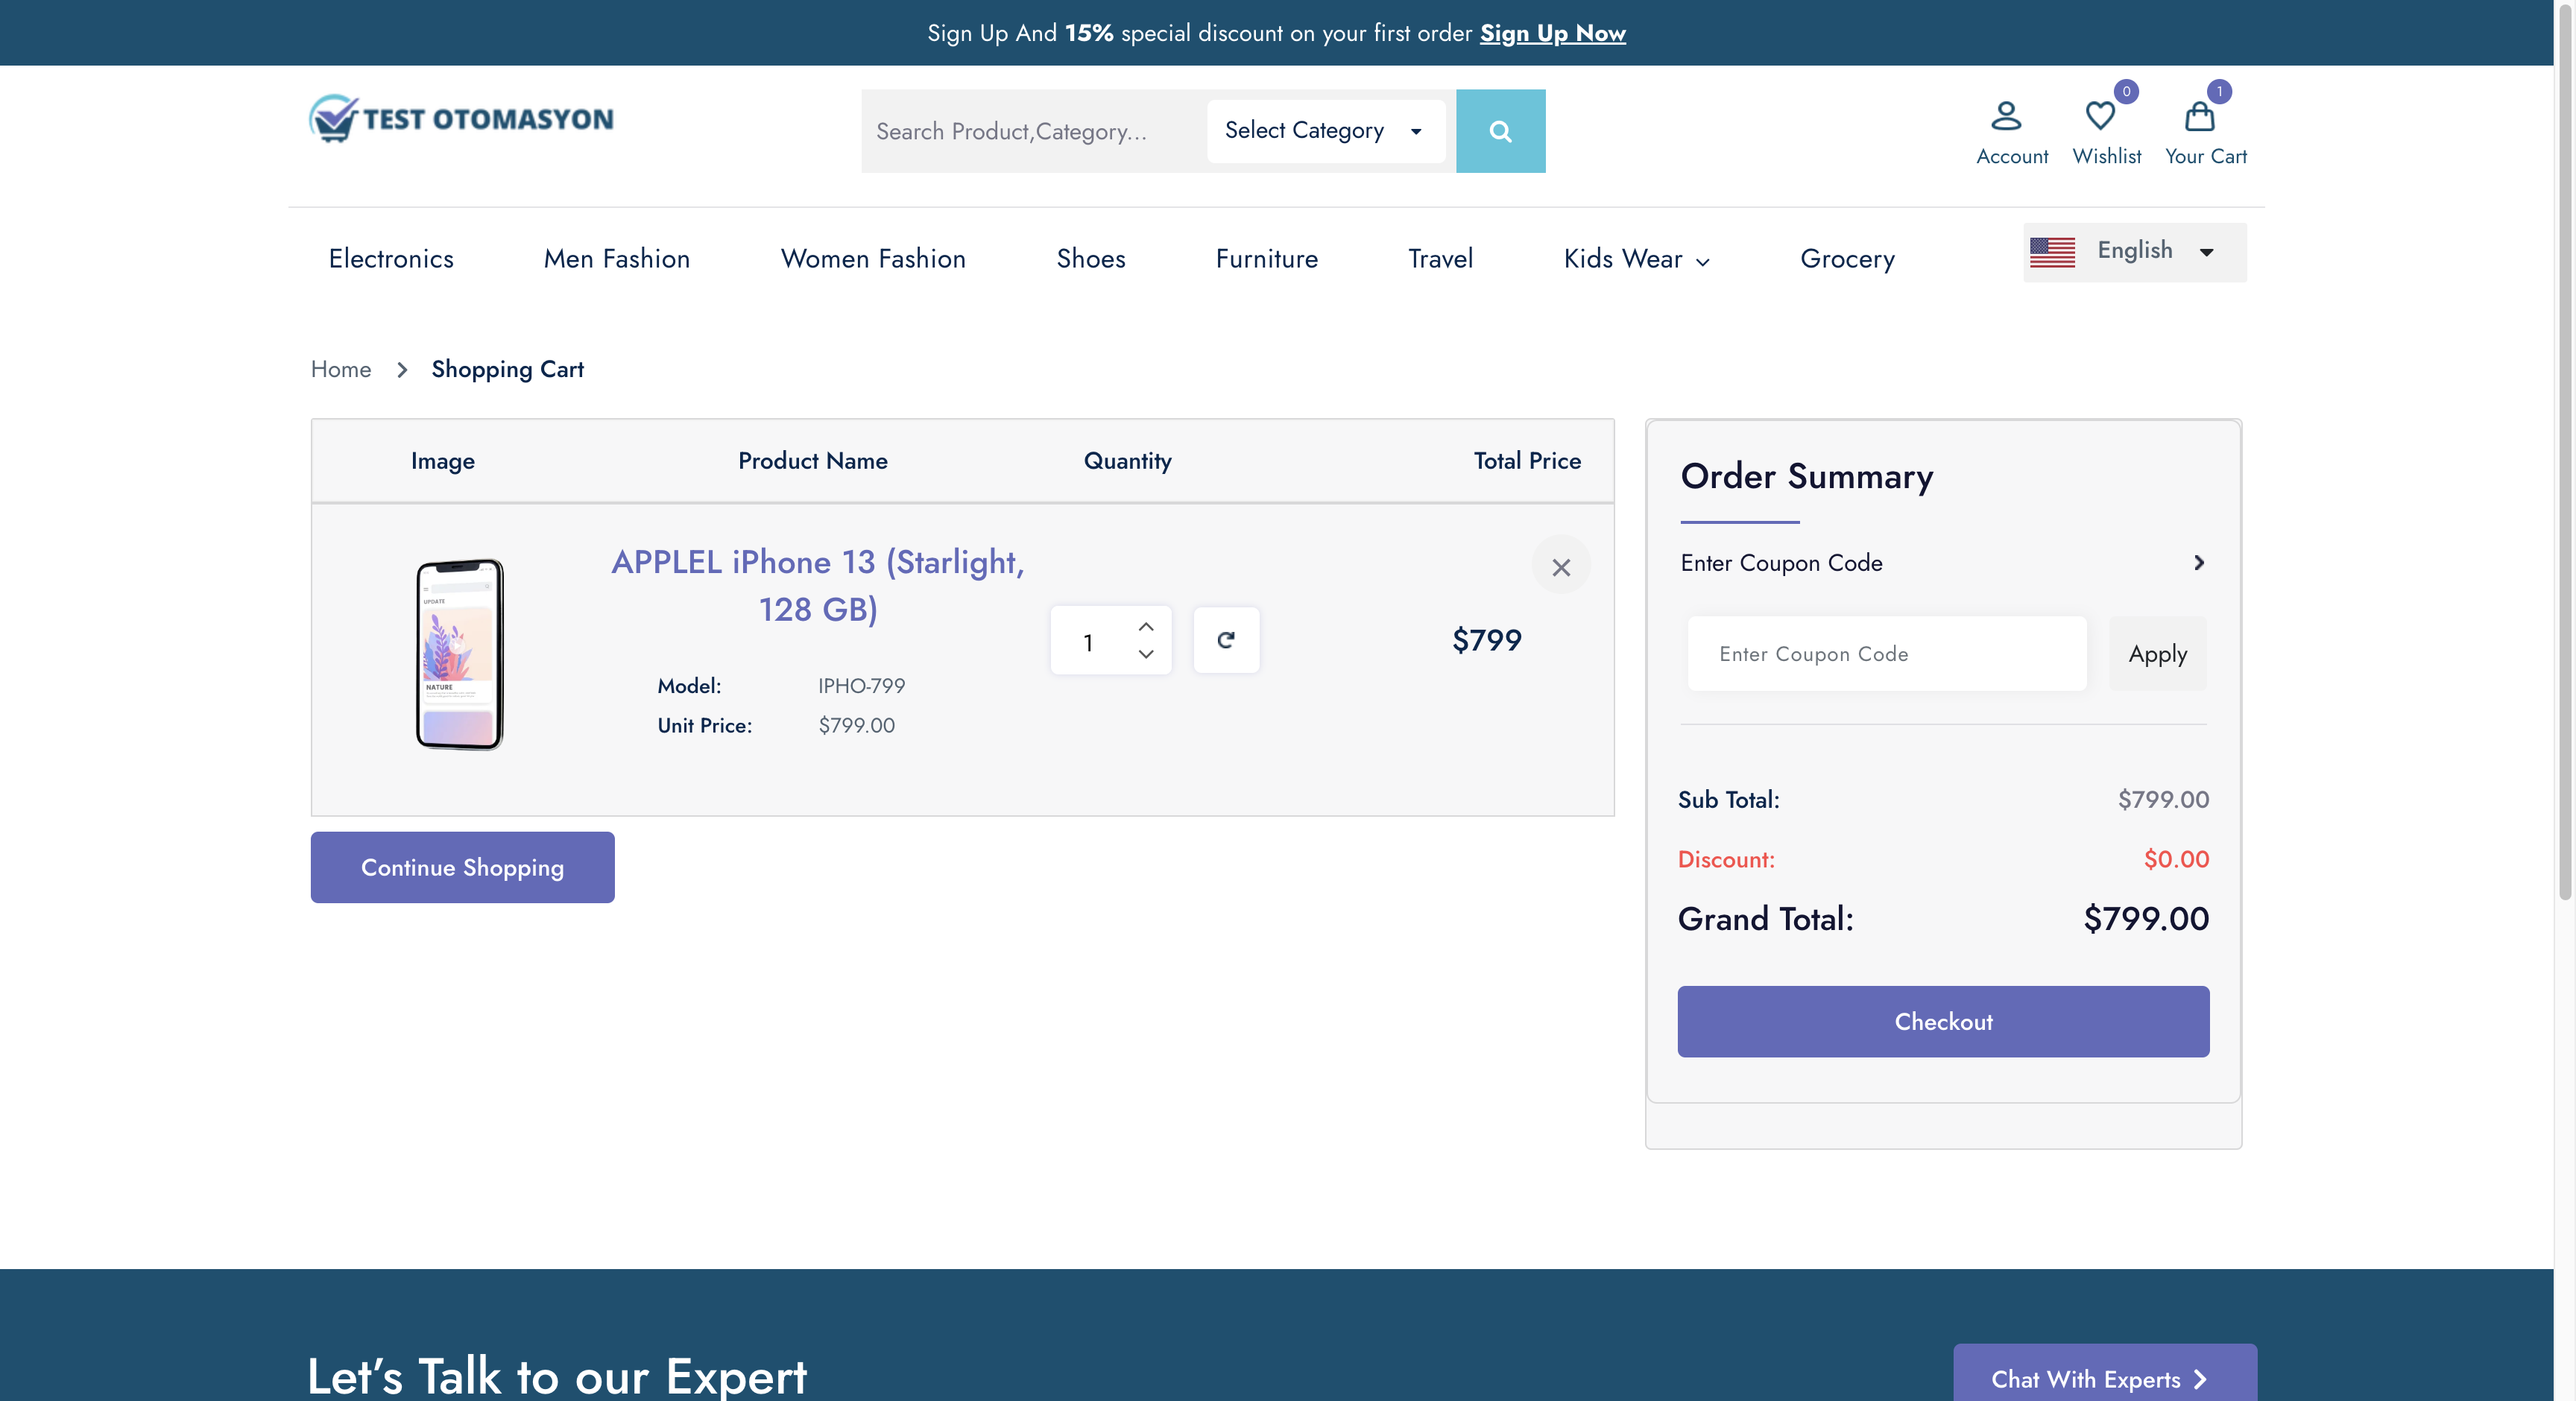 Sign Up And 15% special discount on your first order Sign Up Now
TEST OTOMASYON
Search Product,Category...
Select Category
0
1
Account
Wishlist
Your Cart
Electronics
Men Fashion
Women Fashion
Shoes
Furniture
Travel
Kids Wear
Grocery
English
Home
Shopping Cart
Image
Product Name
Quantity
Total Price
APPLEL iPhone 13 (Starlight,
128 GB)
UPDATE
NATURE
Model: IPHO-799
Unit Price: $799.00
1
$799
Continue Shopping
Order Summary
Enter Coupon Code
Enter Coupon Code
Apply
Sub Total: $799.00
Discount: $0.00
Grand Total: $799.00
Checkout
Let’s Talk to our Expert
Chat With Experts